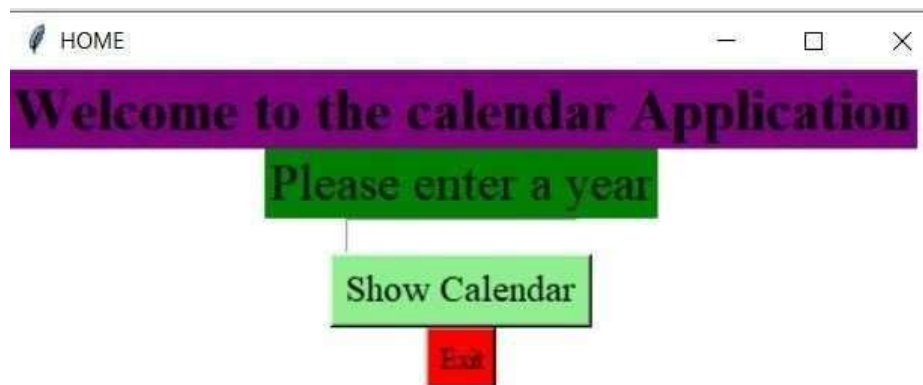 HOME
Welcome to the calendar Application
Please enter a year
Show Calendar
Exit